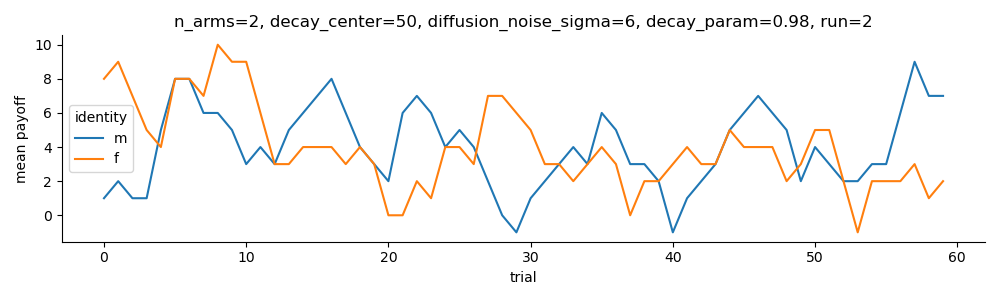 n_arms=2, decay_center=50, diffusion_noise_sigma=6, decay_param=0.98, run=2
mean payoff
10
8
6
4
2
0
identity
m
f
0
10
20
30
40
50
60
trial